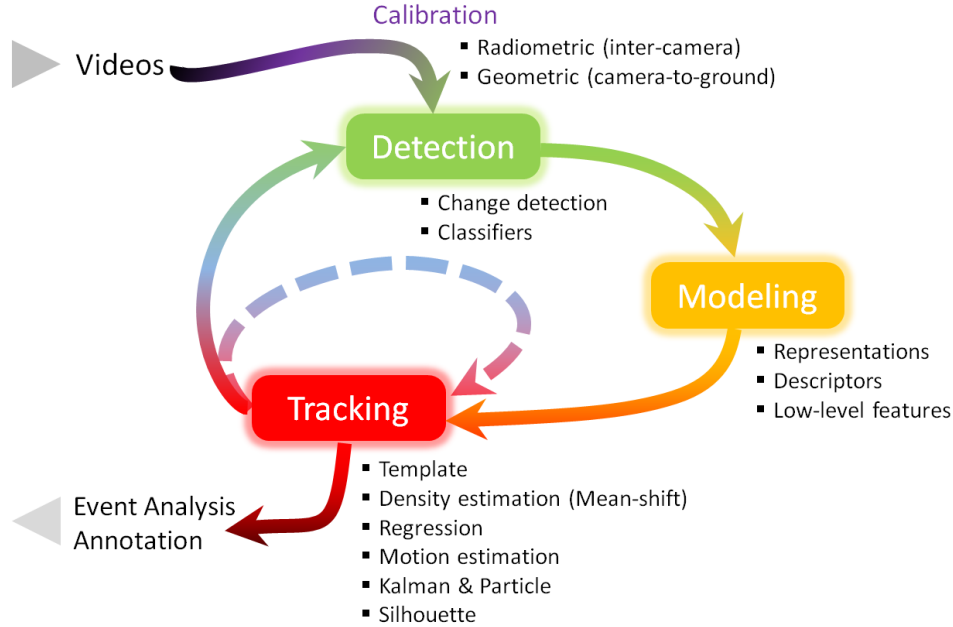 Calibration
▪ Radiometric (inter-camera)
▪ Geometric (camera-to-ground)
Videos
Detection
▪ Change detection
▪ Classifiers
Modeling
▪ Representations
▪ Descriptors
▪ Low-level features
Tracking
▪ Template
▪ Density estimation (Mean-shift)
▪ Regression
▪ Motion estimation
▪ Kalman & Particle
▪ Silhouette
Event Analysis
Annotation